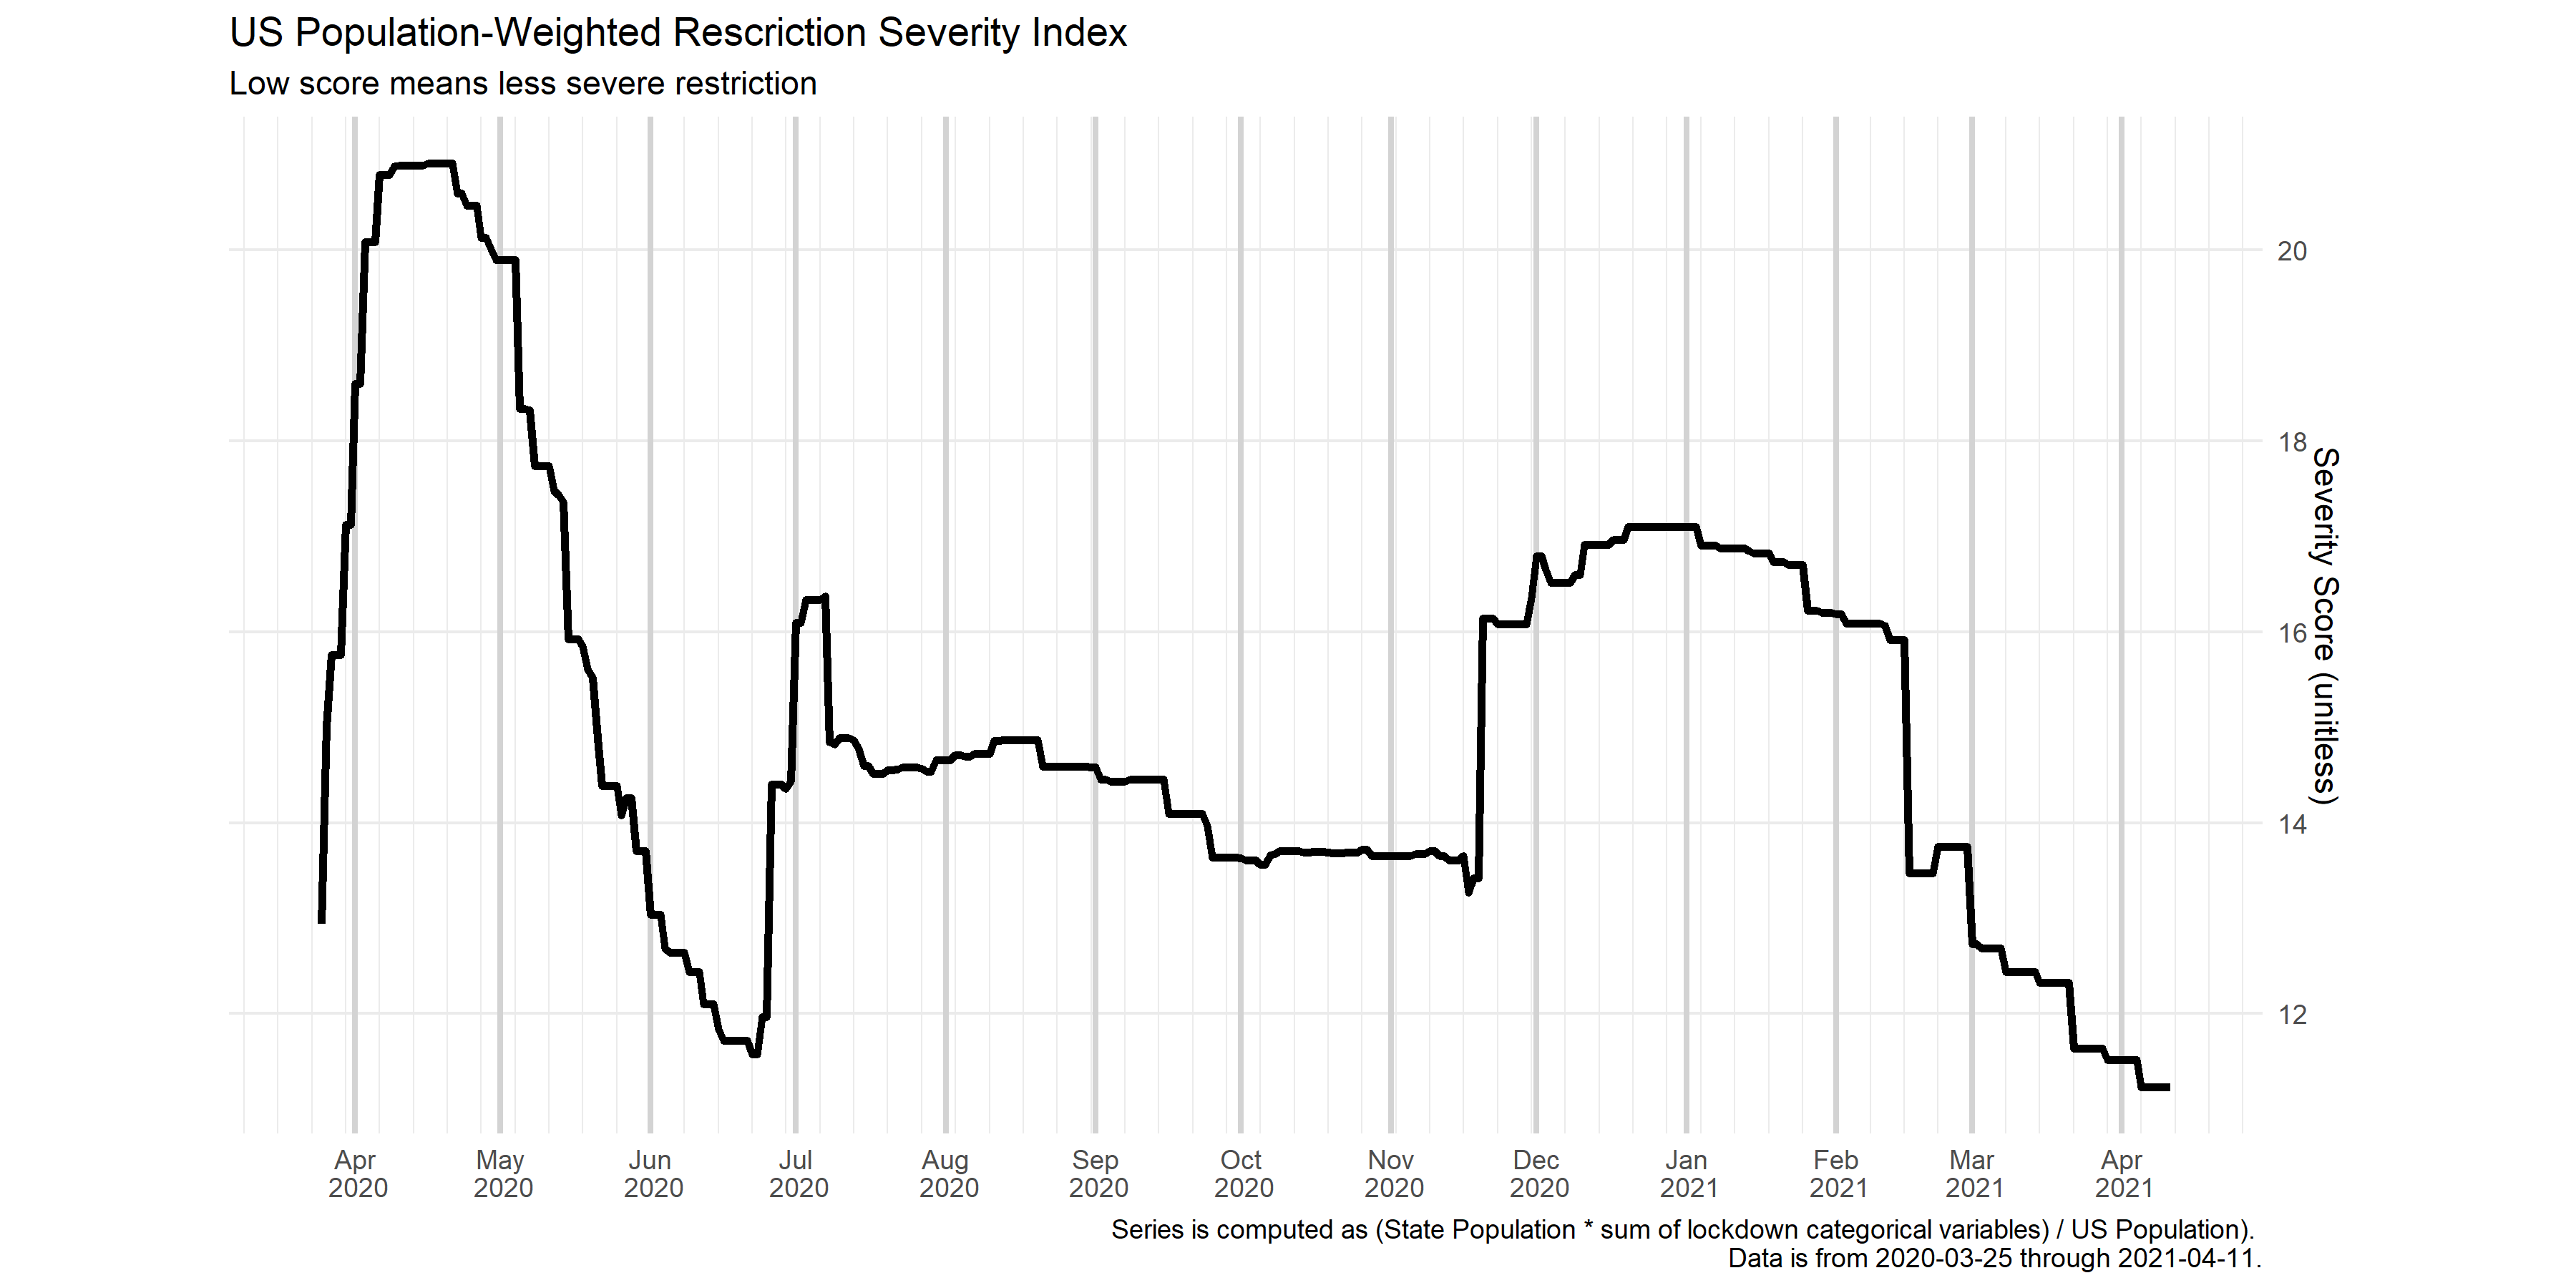 US Population-Weighted Rescriction Severity Index
Low score means less severe restriction
20
18
16
14
12
Severity Score (unitless)
Apr May Jun Jul Aug Sep Oct Nov Dec Jan Feb Mar Apr
2020 2020 2020 2020 2020 2020 2020 2020 2020 2021 2021 2021 2021
Series is computed as (State Population * sum of lockdown categorical variables) / US Population).
Data is from 2020-03-25 through 2021-04-11.